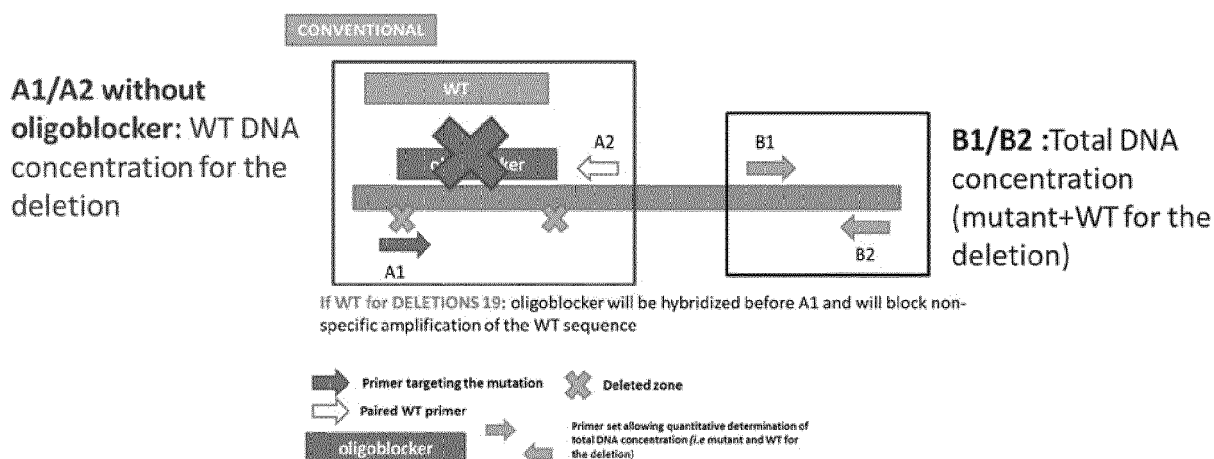 CONVENTIONAL
A1/A2 without
oligoblocker: WT DNA
concentration for the
deletion
WT
A2
B1
A1
B2
B1/B2 :Total DNA
concentration
(mutant+WT for the
deletion)
If WT for DELETIONS 19: oligoblocker will be hybridized before A1 and will block non-
specific amplification of the WT sequence
Primer targeting the mutation
Deleted zone
Paired WT primer
oligoblocker
Primer set allowing quantitative determination of
total DNA concentration (i.e mutant and WT for
the deletion)